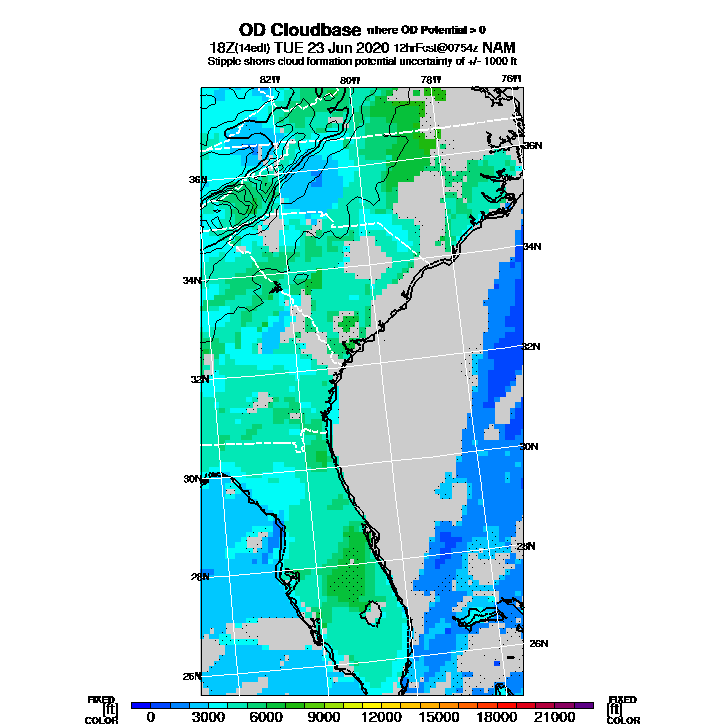 OD Cloudbase where OD Potential > 0
18Z(14edt) TUE 23 Jun 2020 12hrFcst@0754z NAM
Stipple shows cloud formation potential uncertainty of +/- 1000 ft
82W 80W 78W 76W
36N 36N
34N 34N
32N 32N
30N 30N
28N 28N
26N 26N
FIXED FIXED
[ft] [ft]
COLOR COLOR
0 3000 6000 9000 12000 15000 18000 21000